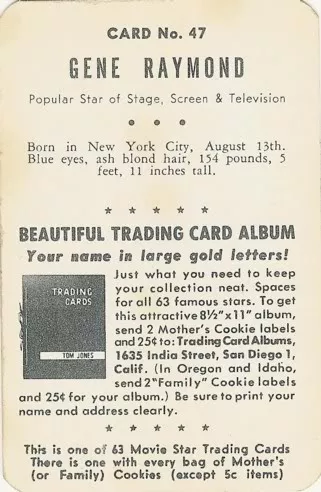 CARD No. 47
GENE RAYMOND
Popular Star of Stage, Screen & Television
Born in New York City, August 13th.
Blue eyes, ash blond hair, 154 pounds, 5
feet, 11 inches tall.
BEAUTIFUL TRADING CARD ALBUM
Your name in large gold letters!
TRADING
CARDS
TOM JONES
Just what you need to keep
your collection neat. Spaces
for all 63 famous stars. To get
this attractive 8½"x11" album,
send 2 Mother's Cookie labels
and 25¢ to: Trading Card Albums,
1635 India Street, San Diego 1,
Calif. (In Oregon and Idaho,
send 2 "Family" Cookie labels
and 25¢ for your album.) Be sure to print your
name and address clearly.
This is one of 63 Movie Star Trading Cards
There is one with every bag of Mother's
(or Family) Cookies (except 5c items)